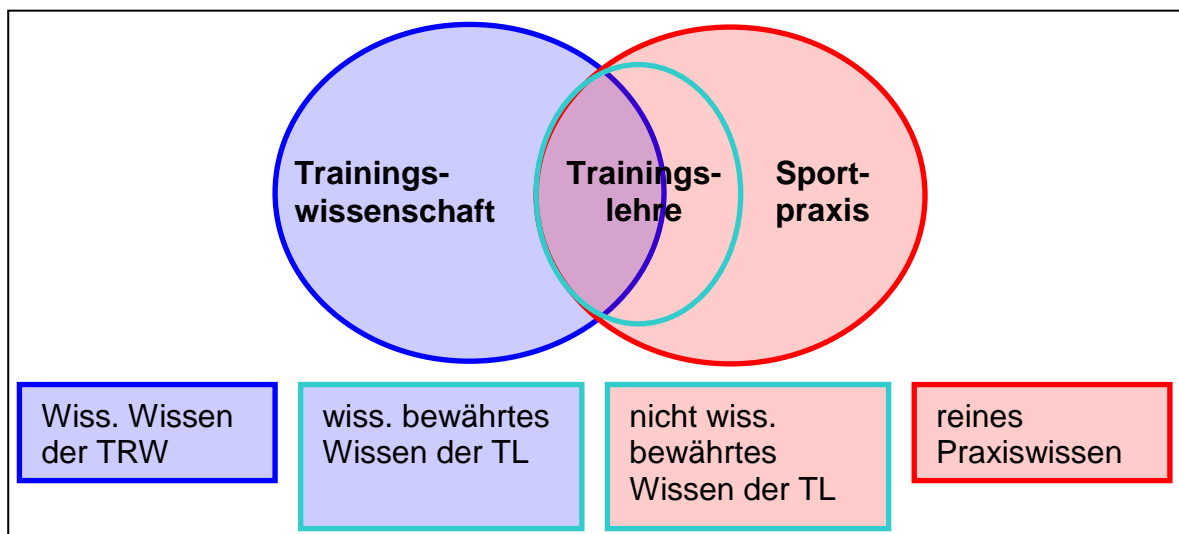 Trainings-
wissenschaft
Trainings-
lehre
Sport-
praxis
Wiss. Wissen
der TRW
wiss. bewährtes
Wissen der TL
nicht wiss.
bewährtes
Wissen der TL
reines
Praxiswissen